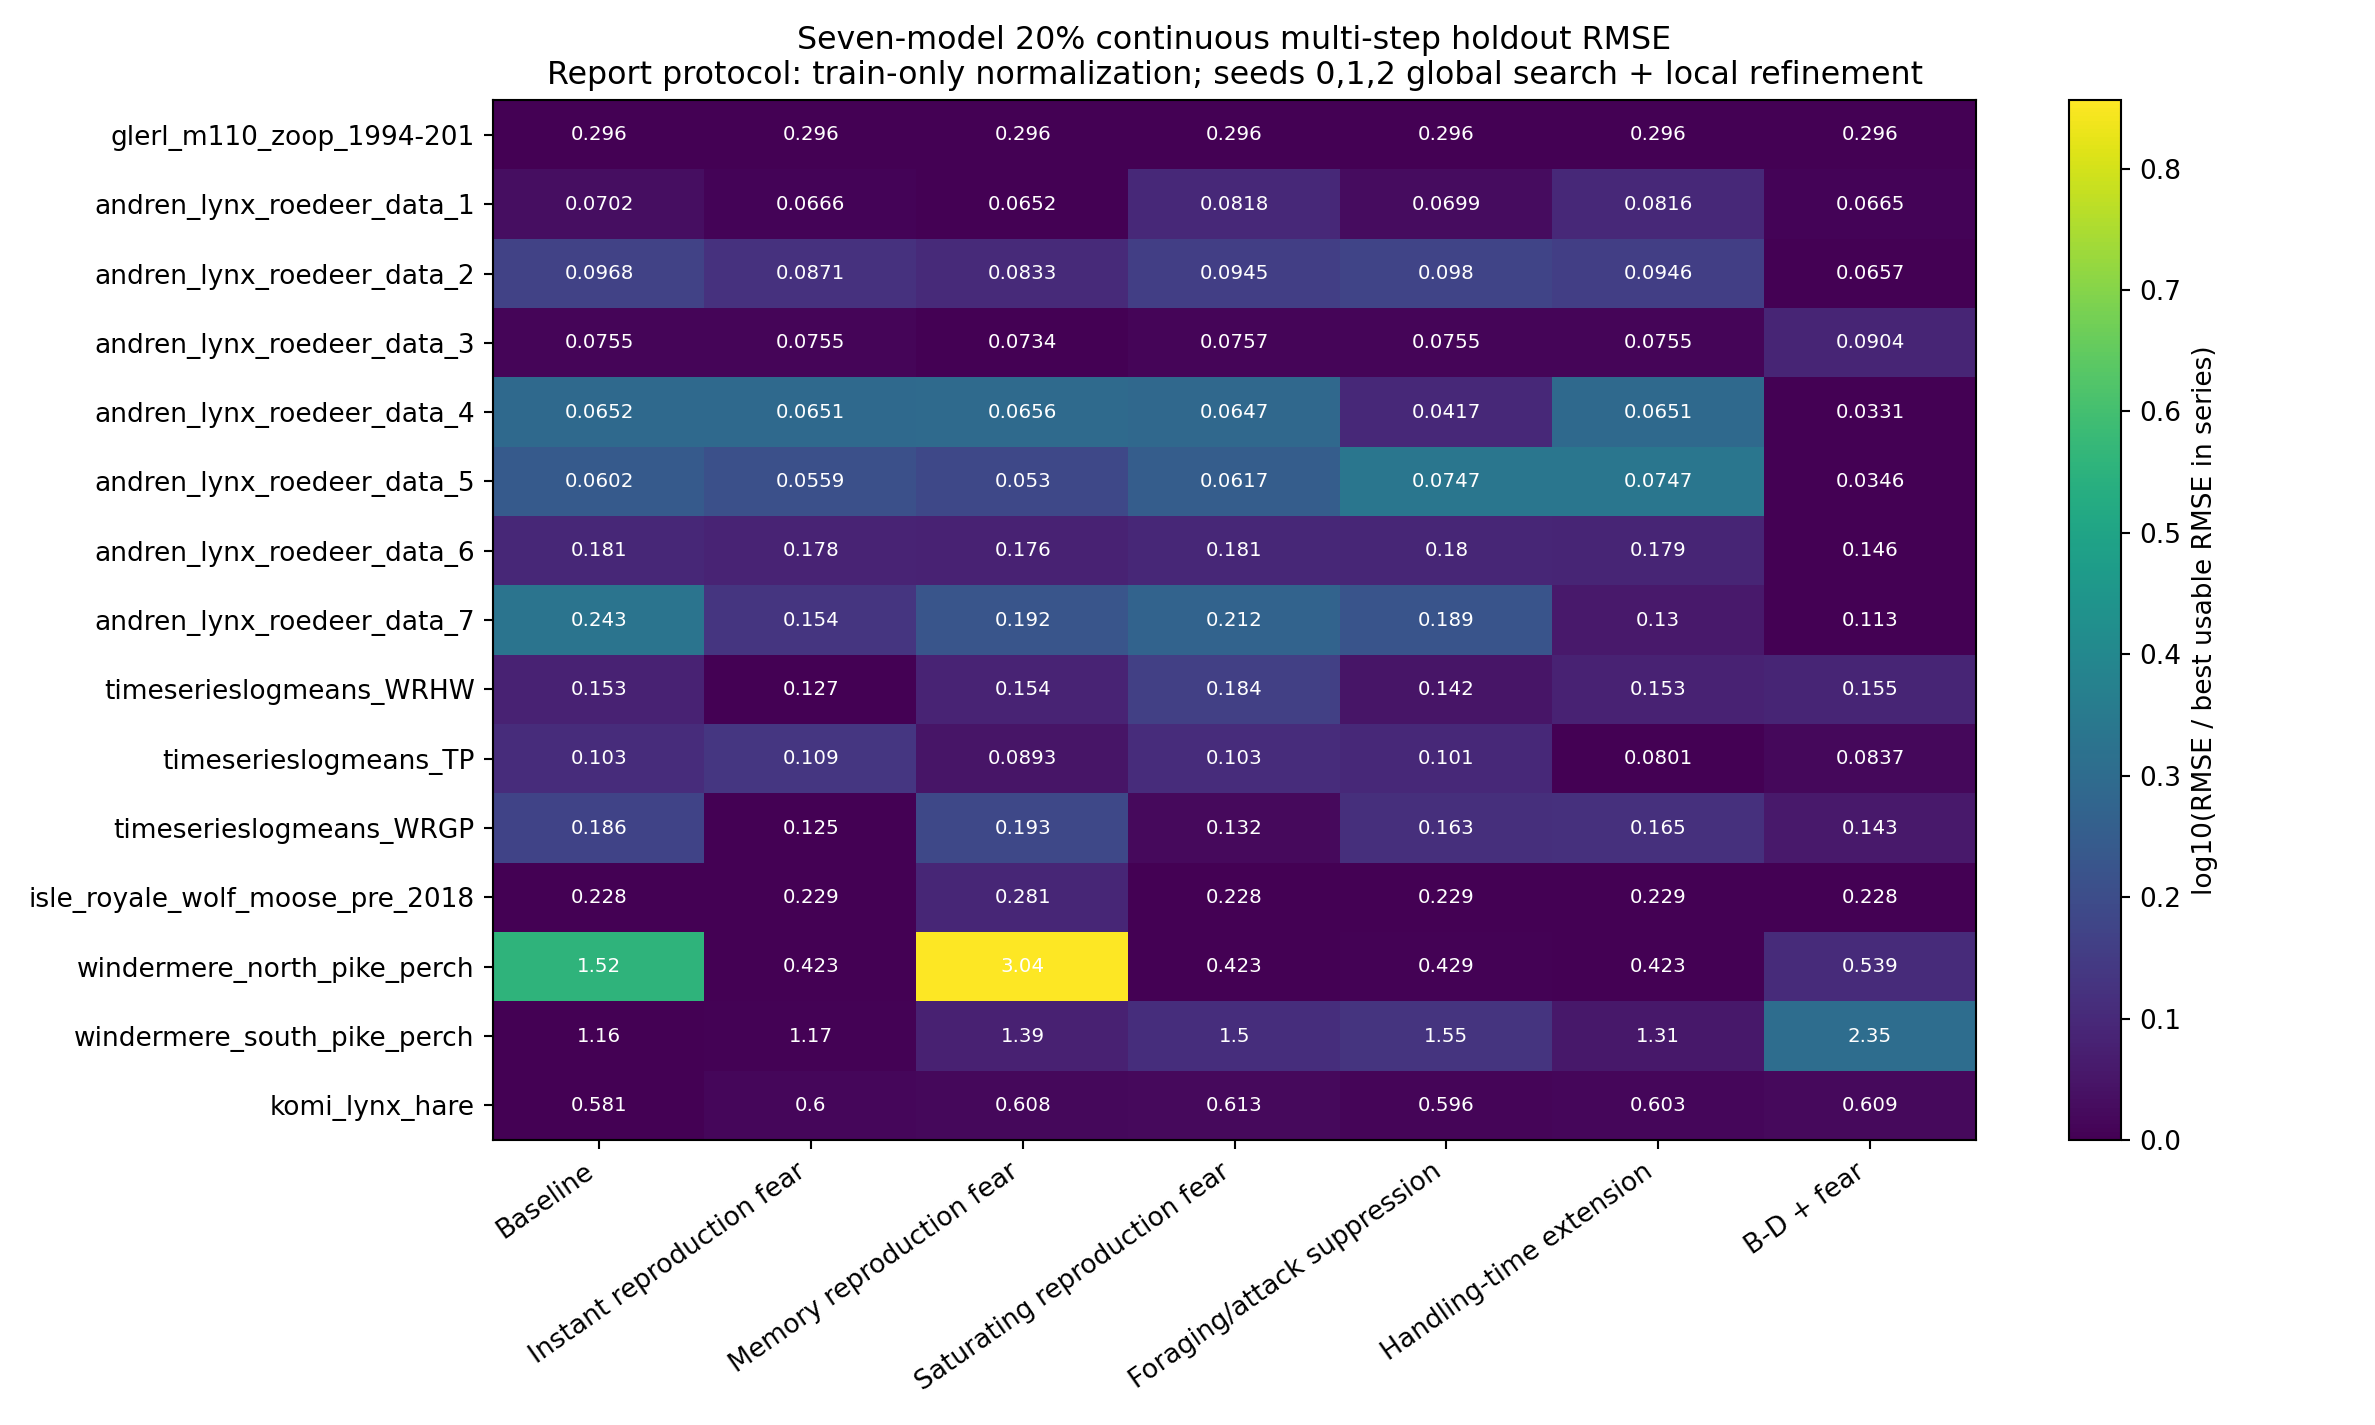 Seven-model 20% continuous multi-step holdout RMSE
Report protocol: train-only normalization; seeds 0,1,2 global search + local refinement
glerl_m110_zoop_1994-201 0.296 0.296 0.296 0.296 0.296 0.296 0.296
andren_lynx_roedeer_data_1 0.0702 0.0666 0.0652 0.0818 0.0699 0.0816 0.0665
andren_lynx_roedeer_data_2 0.0968 0.0871 0.0833 0.0945 0.098 0.0946 0.0657
andren_lynx_roedeer_data_3 0.0755 0.0755 0.0734 0.0757 0.0755 0.0755 0.0904
andren_lynx_roedeer_data_4 0.0652 0.0651 0.0656 0.0647 0.0417 0.0651 0.0331
andren_lynx_roedeer_data_5 0.0602 0.0559 0.053 0.0617 0.0747 0.0747 0.0346
andren_lynx_roedeer_data_6 0.181 0.178 0.176 0.181 0.18 0.179 0.146
andren_lynx_roedeer_data_7 0.243 0.154 0.192 0.212 0.189 0.13 0.113
timeserieslogmeans_WRHW 0.153 0.127 0.154 0.184 0.142 0.153 0.155
timeserieslogmeans_TP 0.103 0.109 0.0893 0.103 0.101 0.0801 0.0837
timeserieslogmeans_WRGP 0.186 0.125 0.193 0.132 0.163 0.165 0.143
isle_royale_wolf_moose_pre_2018 0.228 0.229 0.281 0.228 0.229 0.229 0.228
windermere_north_pike_perch 1.52 0.423 3.04 0.423 0.429 0.423 0.539
windermere_south_pike_perch 1.16 1.17 1.39 1.5 1.55 1.31 2.35
komi_lynx_hare 0.581 0.6 0.608 0.613 0.596 0.603 0.609
Baseline
Instant reproduction fear
Memory reproduction fear
Saturating reproduction fear
Foraging/attack suppression
Handling-time extension
B-D + fear
0.8
0.7
0.6
0.5
0.4
0.3
0.2
0.1
0.0
log10(RMSE / best usable RMSE in series)